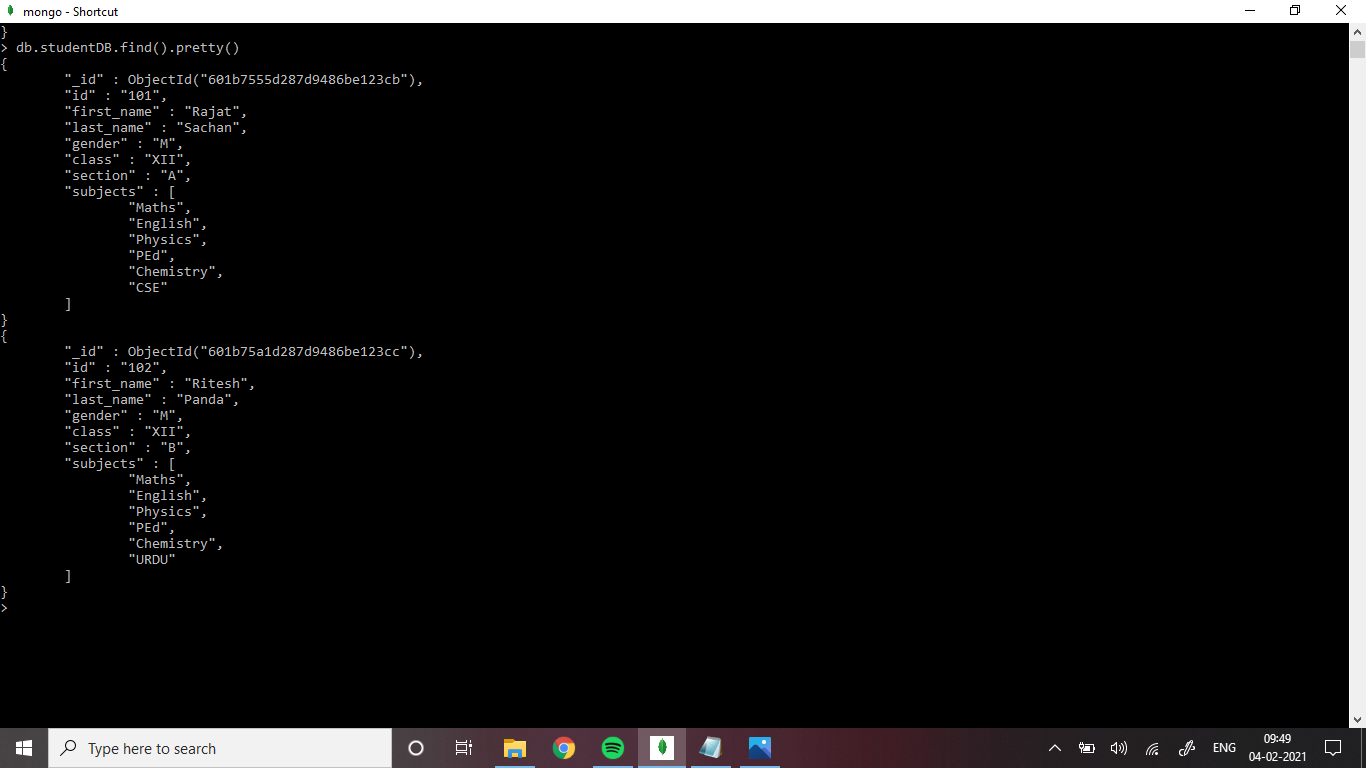 mongo - Shortcut
}
> db.studentDB.find().pretty()
{
        "_id" : ObjectId("601b7555d287d9486be123cb"),
        "id" : "101",
        "first_name" : "Rajat",
        "last_name" : "Sachan",
        "gender" : "M",
        "class" : "XII",
        "section" : "A",
        "subjects" : [
                "Maths",
                "English",
                "Physics",
                "PEd",
                "Chemistry",
                "CSE"
        ]
}
{
        "_id" : ObjectId("601b75a1d287d9486be123cc"),
        "id" : "102",
        "first_name" : "Ritesh",
        "last_name" : "Panda",
        "gender" : "M",
        "class" : "XII",
        "section" : "B",
        "subjects" : [
                "Maths",
                "English",
                "Physics",
                "PEd",
                "Chemistry",
                "URDU"
        ]
}
>
Type here to search
ENG
09:49
04-02-2021